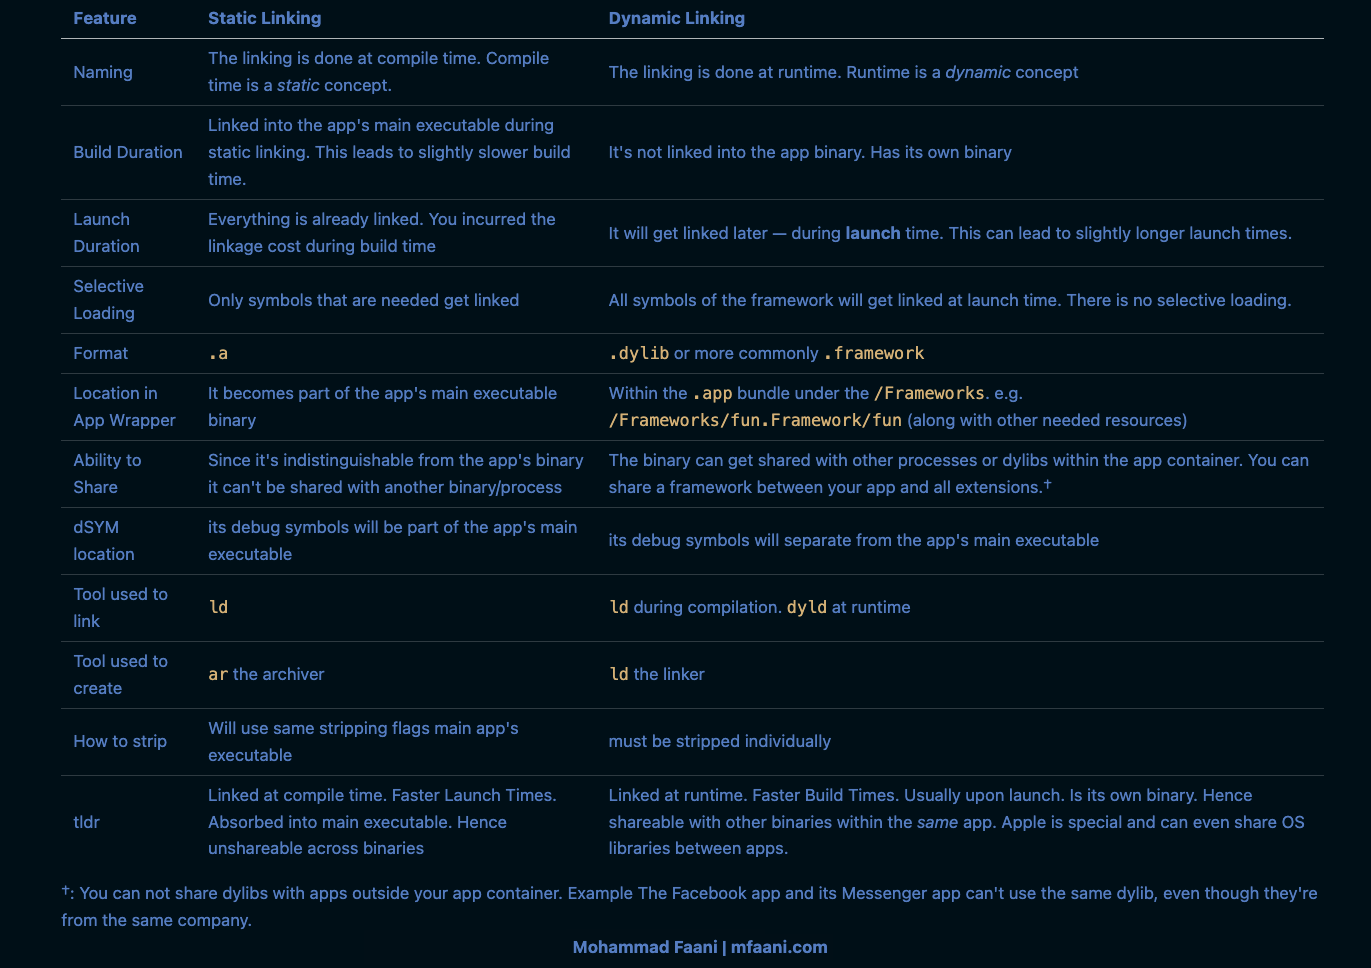 Feature Static Linking Dynamic Linking
Naming
The linking is done at compile time. Compile
time is a static concept.
The linking is done at runtime. Runtime is a dynamic concept
Build Duration
Linked into the app's main executable during
static linking. This leads to slightly slower build
time.
It's not linked into the app binary. Has its own binary
Launch
Duration
Everything is already linked. You incurred the
linkage cost during build time
It will get linked later — during launch time. This can lead to slightly longer launch times.
Selective
Loading
Only symbols that are needed get linked
All symbols of the framework will get linked at launch time. There is no selective loading.
Format
.a
.dylib or more commonly .framework
Location in
App Wrapper
It becomes part of the app's main executable
binary
Within the .app bundle under the /Frameworks. e.g.
/Frameworks/fun.Framework/fun (along with other needed resources)
Ability to
Share
Since it's indistinguishable from the app's binary
it can't be shared with another binary/process
The binary can get shared with other processes or dylibs within the app container. You can
share a framework between your app and all extensions.†
dSYM
location
its debug symbols will be part of the app's main
executable
its debug symbols will separate from the app's main executable
Tool used to
link
ld
ld during compilation. dyld at runtime
Tool used to
create
ar the archiver
ld the linker
How to strip
Will use same stripping flags main app's
executable
must be stripped individually
tldr
Linked at compile time. Faster Launch Times.
Absorbed into main executable. Hence
unshareable across binaries
Linked at runtime. Faster Build Times. Usually upon launch. Is its own binary. Hence
shareable with other binaries within the same app. Apple is special and can even share OS
libraries between apps.
†: You can not share dylibs with apps outside your app container. Example The Facebook app and its Messenger app can't use the same dylib, even though they're
from the same company.
Mohammad Faani | mfaani.com